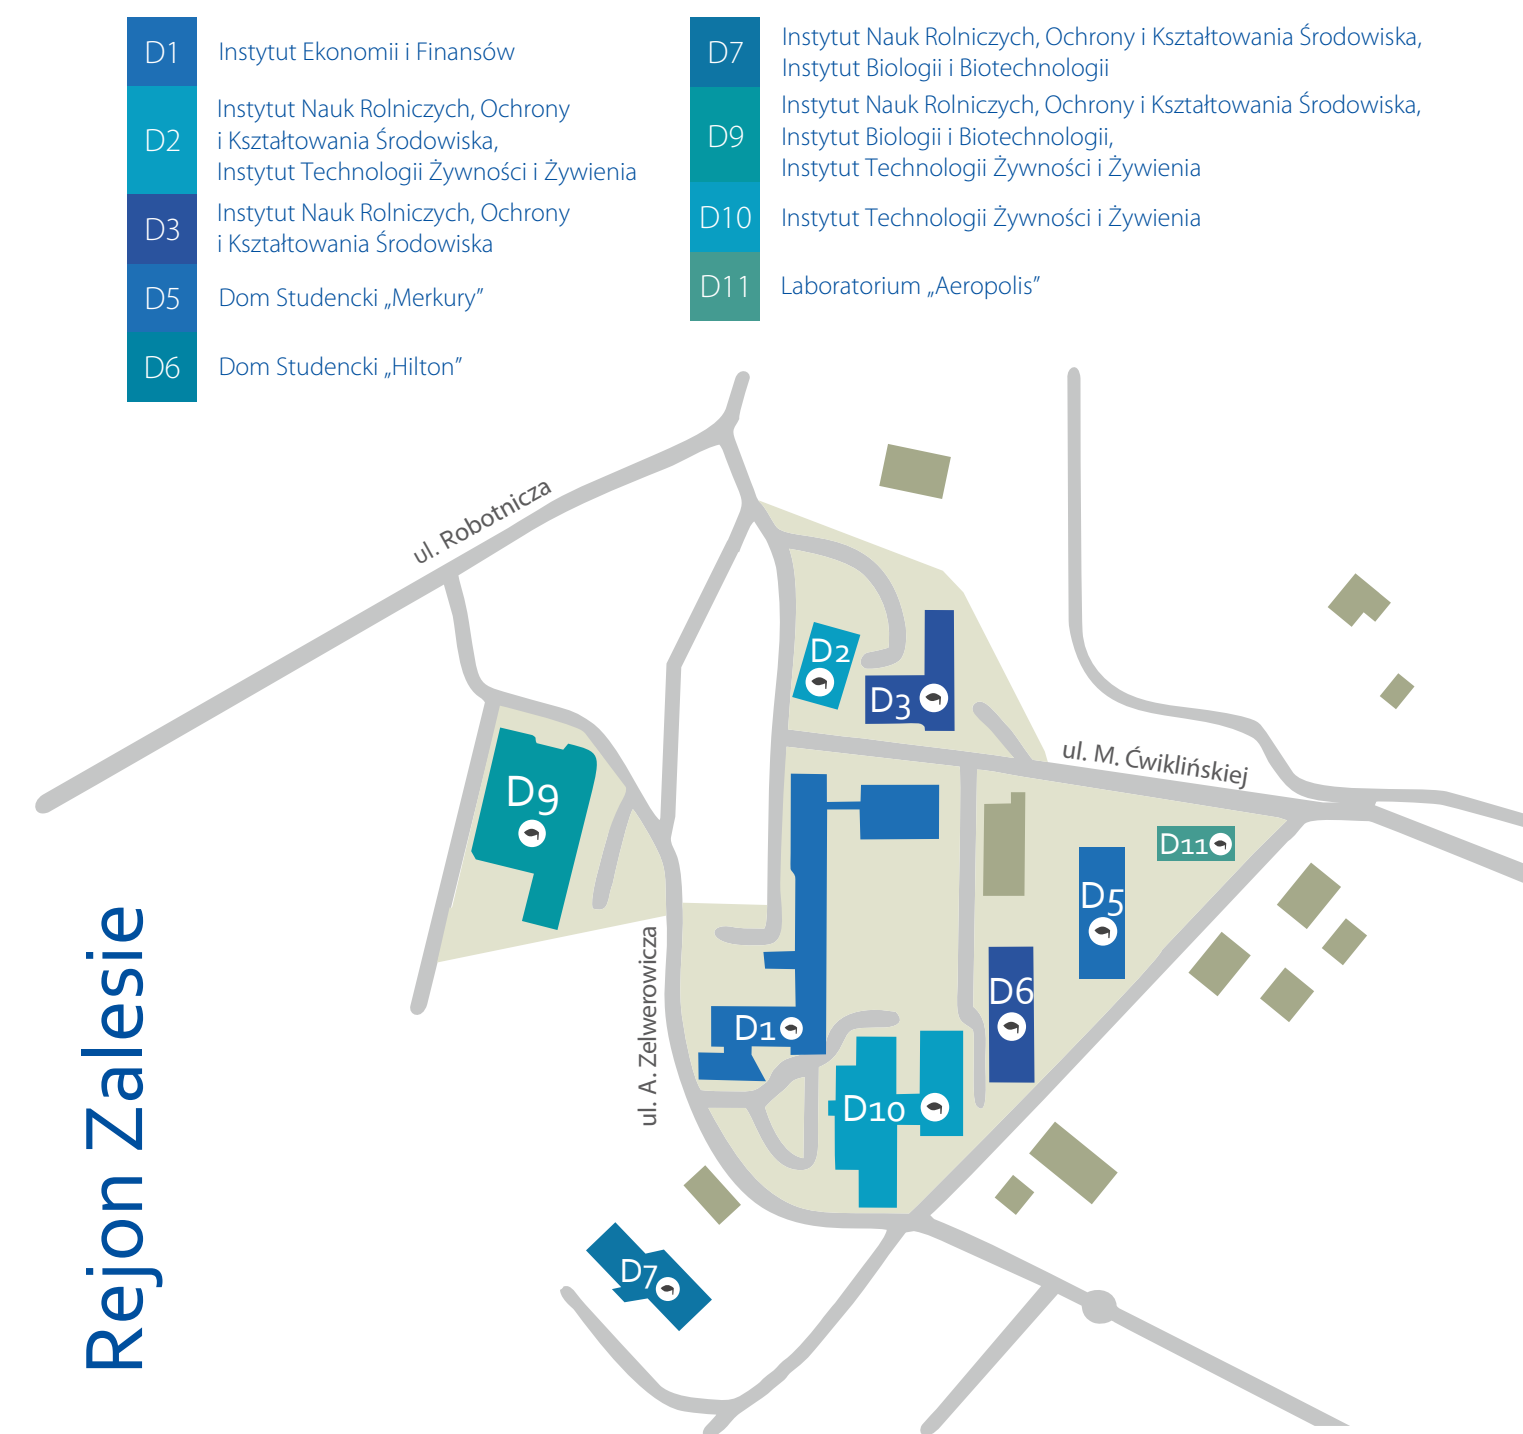 D1
Instytut Ekonomii i Finansów
D2
Instytut Nauk Rolniczych, Ochrony
i Kształtowania Środowiska,
Instytut Technologii Żywności i Żywienia
D3
Instytut Nauk Rolniczych, Ochrony
i Kształtowania Środowiska
D5
Dom Studencki „Merkury”
D6
Dom Studencki „Hilton”
D7
Instytut Nauk Rolniczych, Ochrony i Kształtowania Środowiska,
Instytut Biologii i Biotechnologii
D9
Instytut Nauk Rolniczych, Ochrony i Kształtowania Środowiska,
Instytut Biologii i Biotechnologii,
Instytut Technologii Żywności i Żywienia
D10
Instytut Technologii Żywności i Żywienia
D11
Laboratorium „Aeropolis”
ul. Robotnicza
D2
D3
ul. M. Ćwiklińskiej
D9
D11
D5
D6
D1
ul. A. Zelwerowicza
D10
D7
Rejon Zalesie